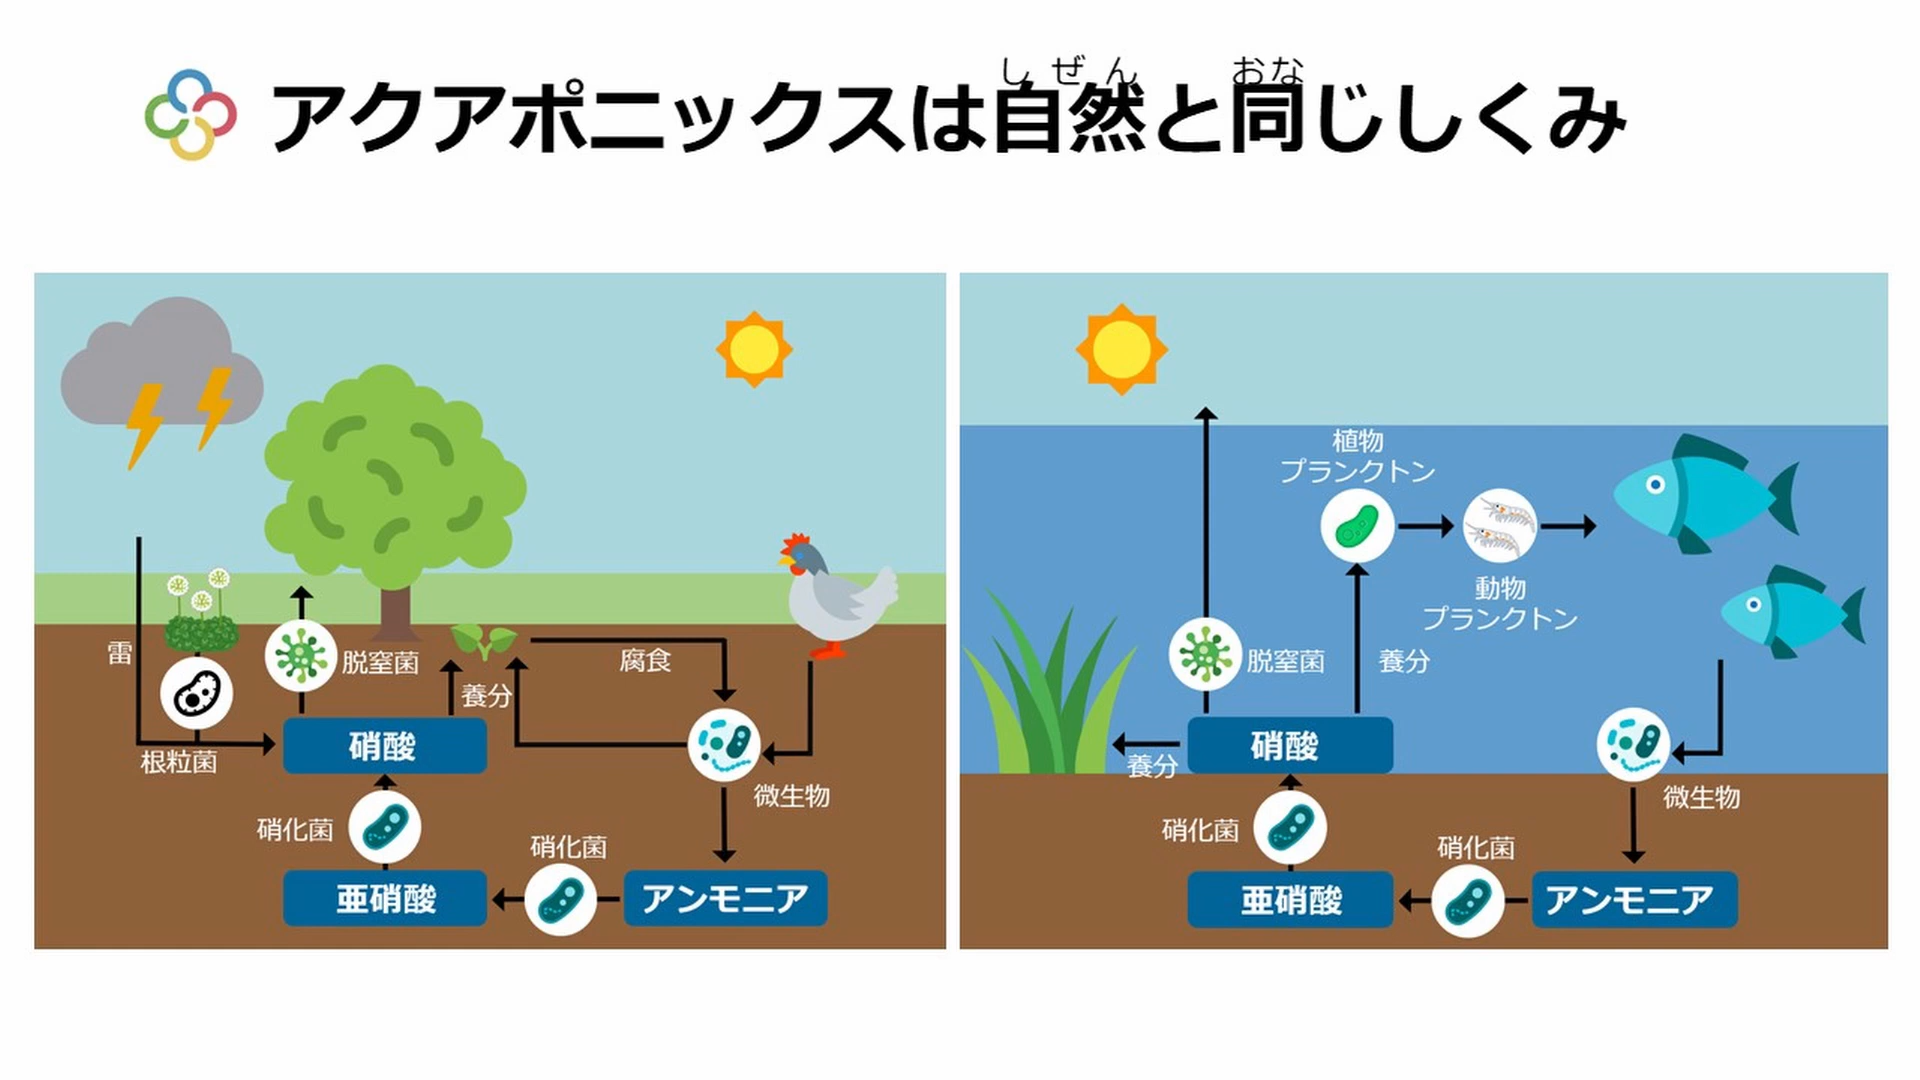 しぜん おな
アクアポニックスは自然と同じしくみ
雷
根粒菌
脱窒菌
養分
腐食
硝酸
微生物
硝化菌
硝化菌
亜硝酸
アンモニア
植物
プランクトン
動物
プランクトン
脱窒菌
養分
硝酸
養分
微生物
硝化菌
硝化菌
亜硝酸
アンモニア